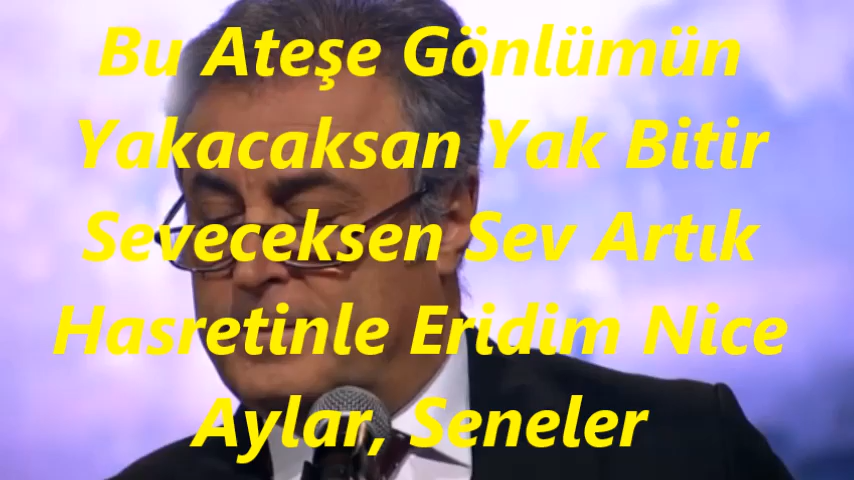 Bu Ateşe Gönlümün
Yakacaksan Yak Bitir
Seveceksen Sev Artık
Hasretinle Eridim Nice
Aylar, Seneler